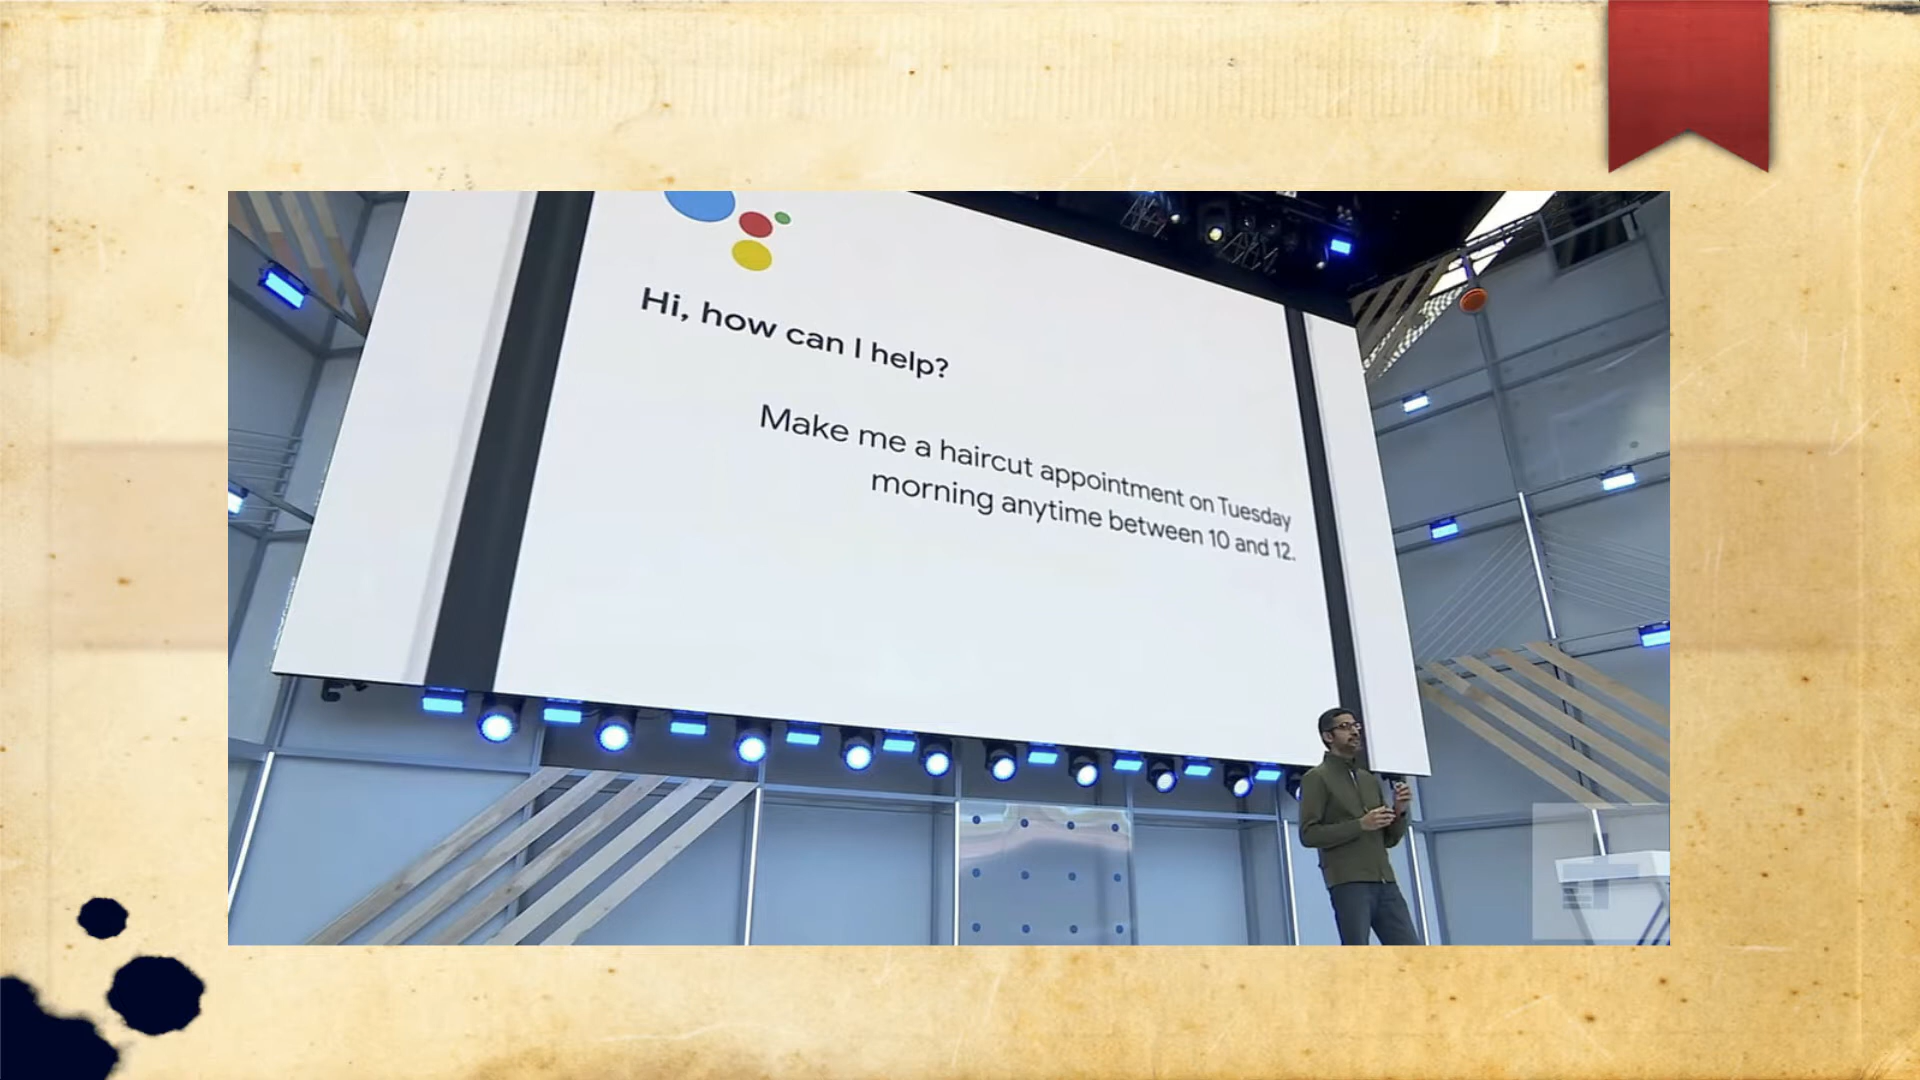 Hi, how can I help?
Make me a haircut appointment on Tuesday
morning anytime between 10 and 12.